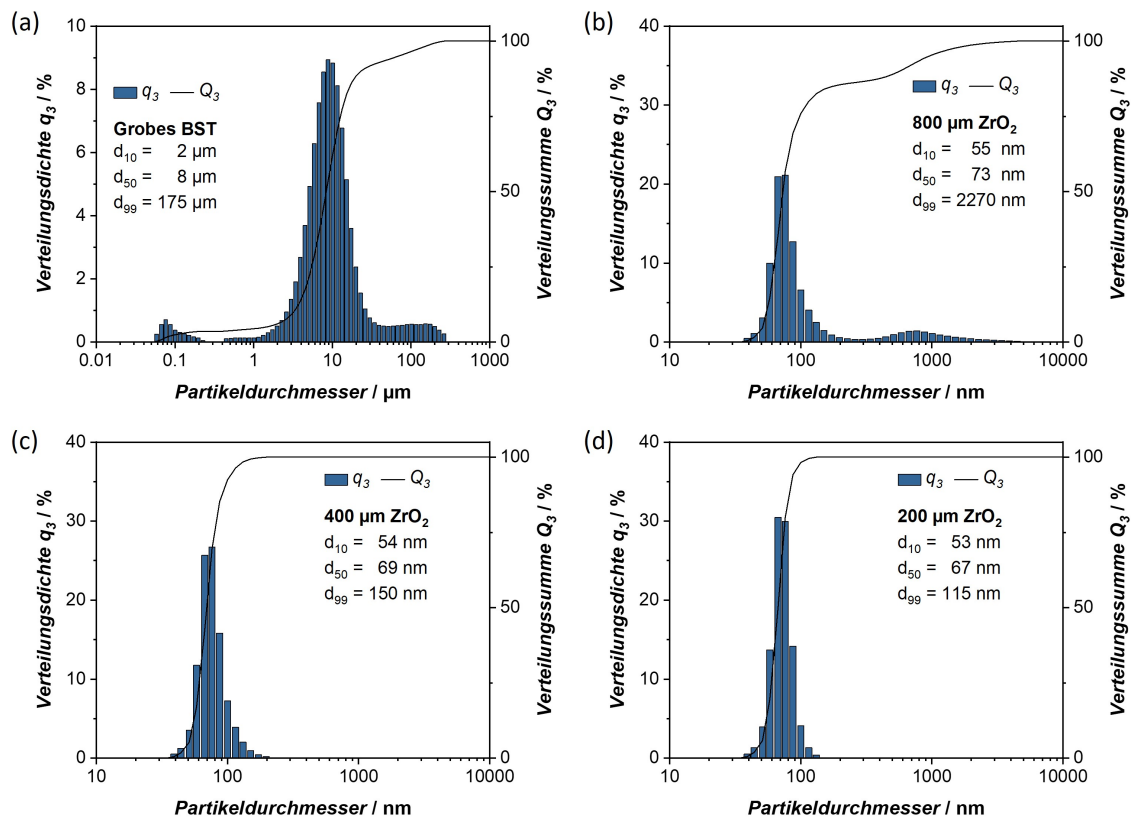 (a)
10
8
6
4
2
0
Verteilungsdichte q3 / %
100
50
0
Verteilungssumme Q3 / %
q3 Q3
Grobes BST
d10 = 2 µm
d50 = 8 µm
d99 = 175 µm
0.01 0.1 1 10 100 1000
Partikeldurchmesser / µm
(b)
40
30
20
10
0
Verteilungsdichte q3 / %
100
50
0
Verteilungssumme Q3 / %
q3 Q3
800 µm ZrO2
d10 = 55 nm
d50 = 73 nm
d99 = 2270 nm
10 100 1000 10000
Partikeldurchmesser / nm
(c)
40
30
20
10
0
Verteilungsdichte q3 / %
100
50
0
Verteilungssumme Q3 / %
q3 Q3
400 µm ZrO2
d10 = 54 nm
d50 = 69 nm
d99 = 150 nm
10 100 1000 10000
Partikeldurchmesser / nm
(d)
40
30
20
10
0
Verteilungsdichte q3 / %
100
50
0
Verteilungssumme Q3 / %
q3 Q3
200 µm ZrO2
d10 = 53 nm
d50 = 67 nm
d99 = 115 nm
10 100 1000 10000
Partikeldurchmesser / nm